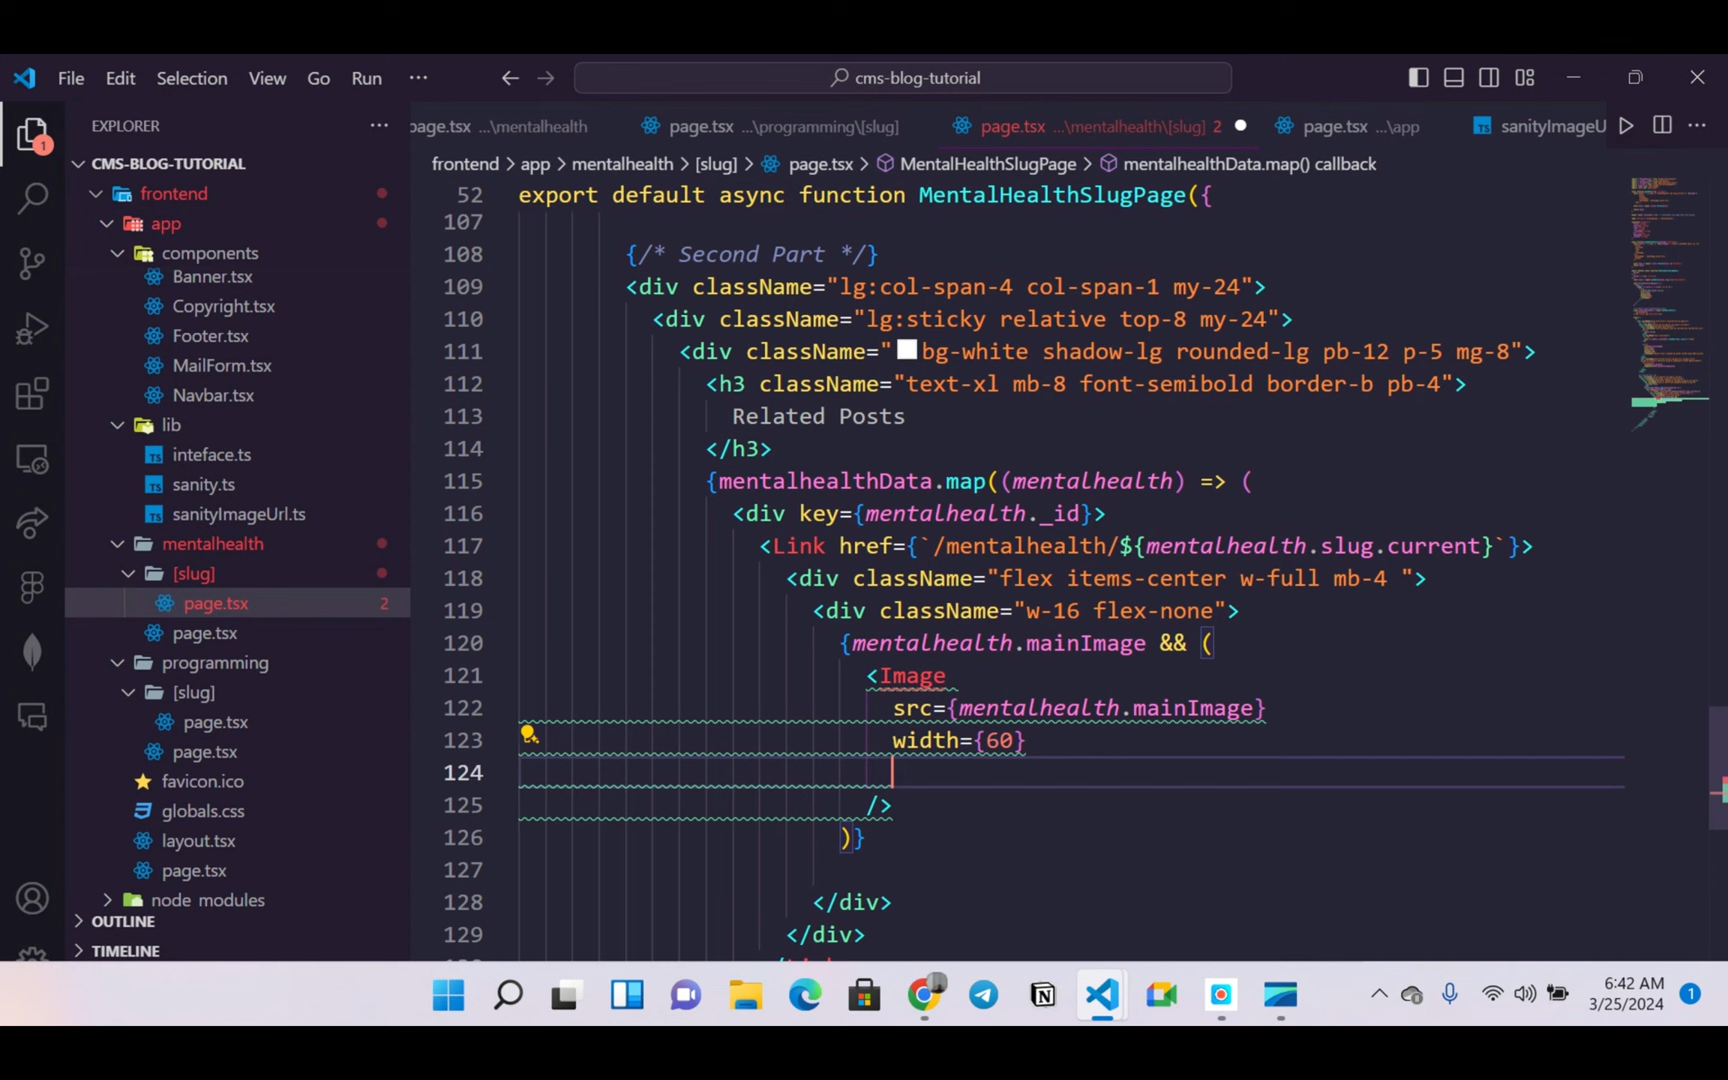 File Edit Selection View Go Run ··· cms-blog-tutorial
EXPLORER ···
page.tsx ...\mentalhealth page.tsx ...\programming\[slug] page.tsx ...\mentalhealth\[slug] 2 page.tsx ...\app sanityImageU ···
frontend > app > mentalhealth > [slug] > page.tsx > MentalHealthSlugPage > mentalhealthData.map() callback
1
CMS-BLOG-TUTORIAL
frontend
app
components
Banner.tsx
Copyright.tsx
Footer.tsx
MailForm.tsx
Navbar.tsx
lib
inteface.ts
sanity.ts
sanityImageUrl.ts
mentalhealth
[slug]
page.tsx 2
page.tsx
programming
[slug]
page.tsx
page.tsx
favicon.ico
globals.css
layout.tsx
page.tsx
node modules
OUTLINE
TIMELINE
52 export default async function MentalHealthSlugPage({
107
108 {/* Second Part */}
109 <div className="lg:col-span-4 col-span-1 my-24">
110 <div className="lg:sticky relative top-8 my-24">
111 <div className="bg-white shadow-lg rounded-lg pb-12 p-5 mg-8">
112 <h3 className="text-xl mb-8 font-semibold border-b pb-4">
113 Related Posts
114 </h3>
115 {mentalhealthData.map((mentalhealth) => (
116 <div key={mentalhealth._id}>
117 <Link href={`/mentalhealth/${mentalhealth.slug.current}`}>
118 <div className="flex items-center w-full mb-4 ">
119 <div className="w-16 flex-none">
120 {mentalhealth.mainImage && (
121 <Image
122 src={mentalhealth.mainImage}
123 width={60}
124
125 />
126 )}
127
128 </div>
129 </div>
6:42 AM
3/25/2024
1